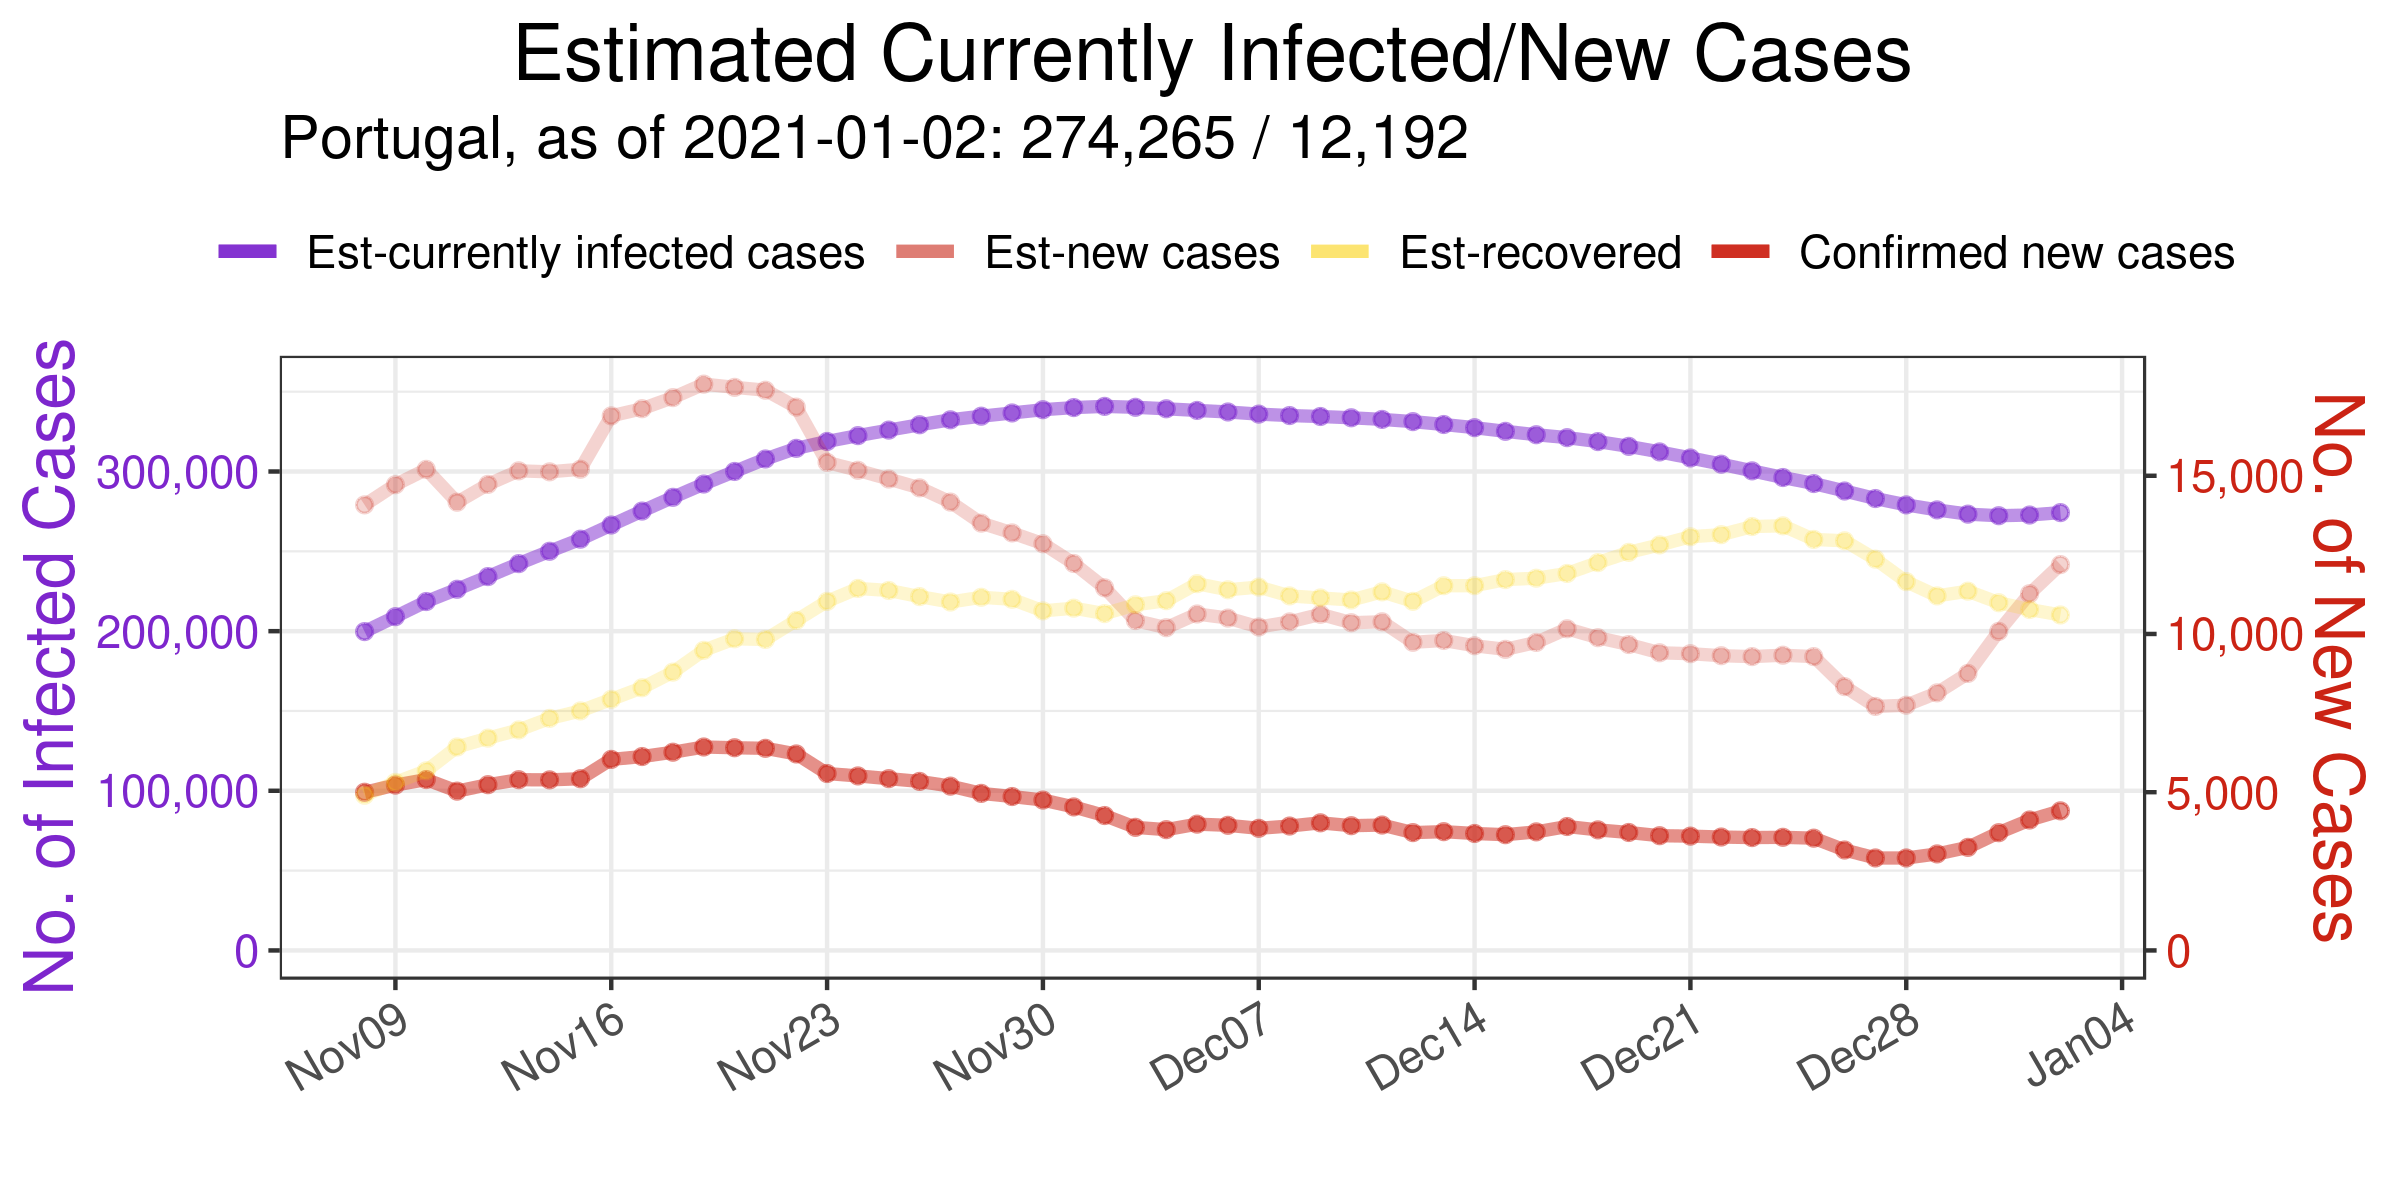 Estimated Currently Infected/New Cases
Portugal, as of 2021-01-02: 274,265 / 12,192
Est-currently infected cases Est-new cases Est-recovered Confirmed new cases
No. of Infected Cases
300,000
200,000
100,000
0
15,000
10,000
5,000
0
No. of New Cases
Nov09 Nov16 Nov23 Nov30 Dec07 Dec14 Dec21 Dec28 Jan04